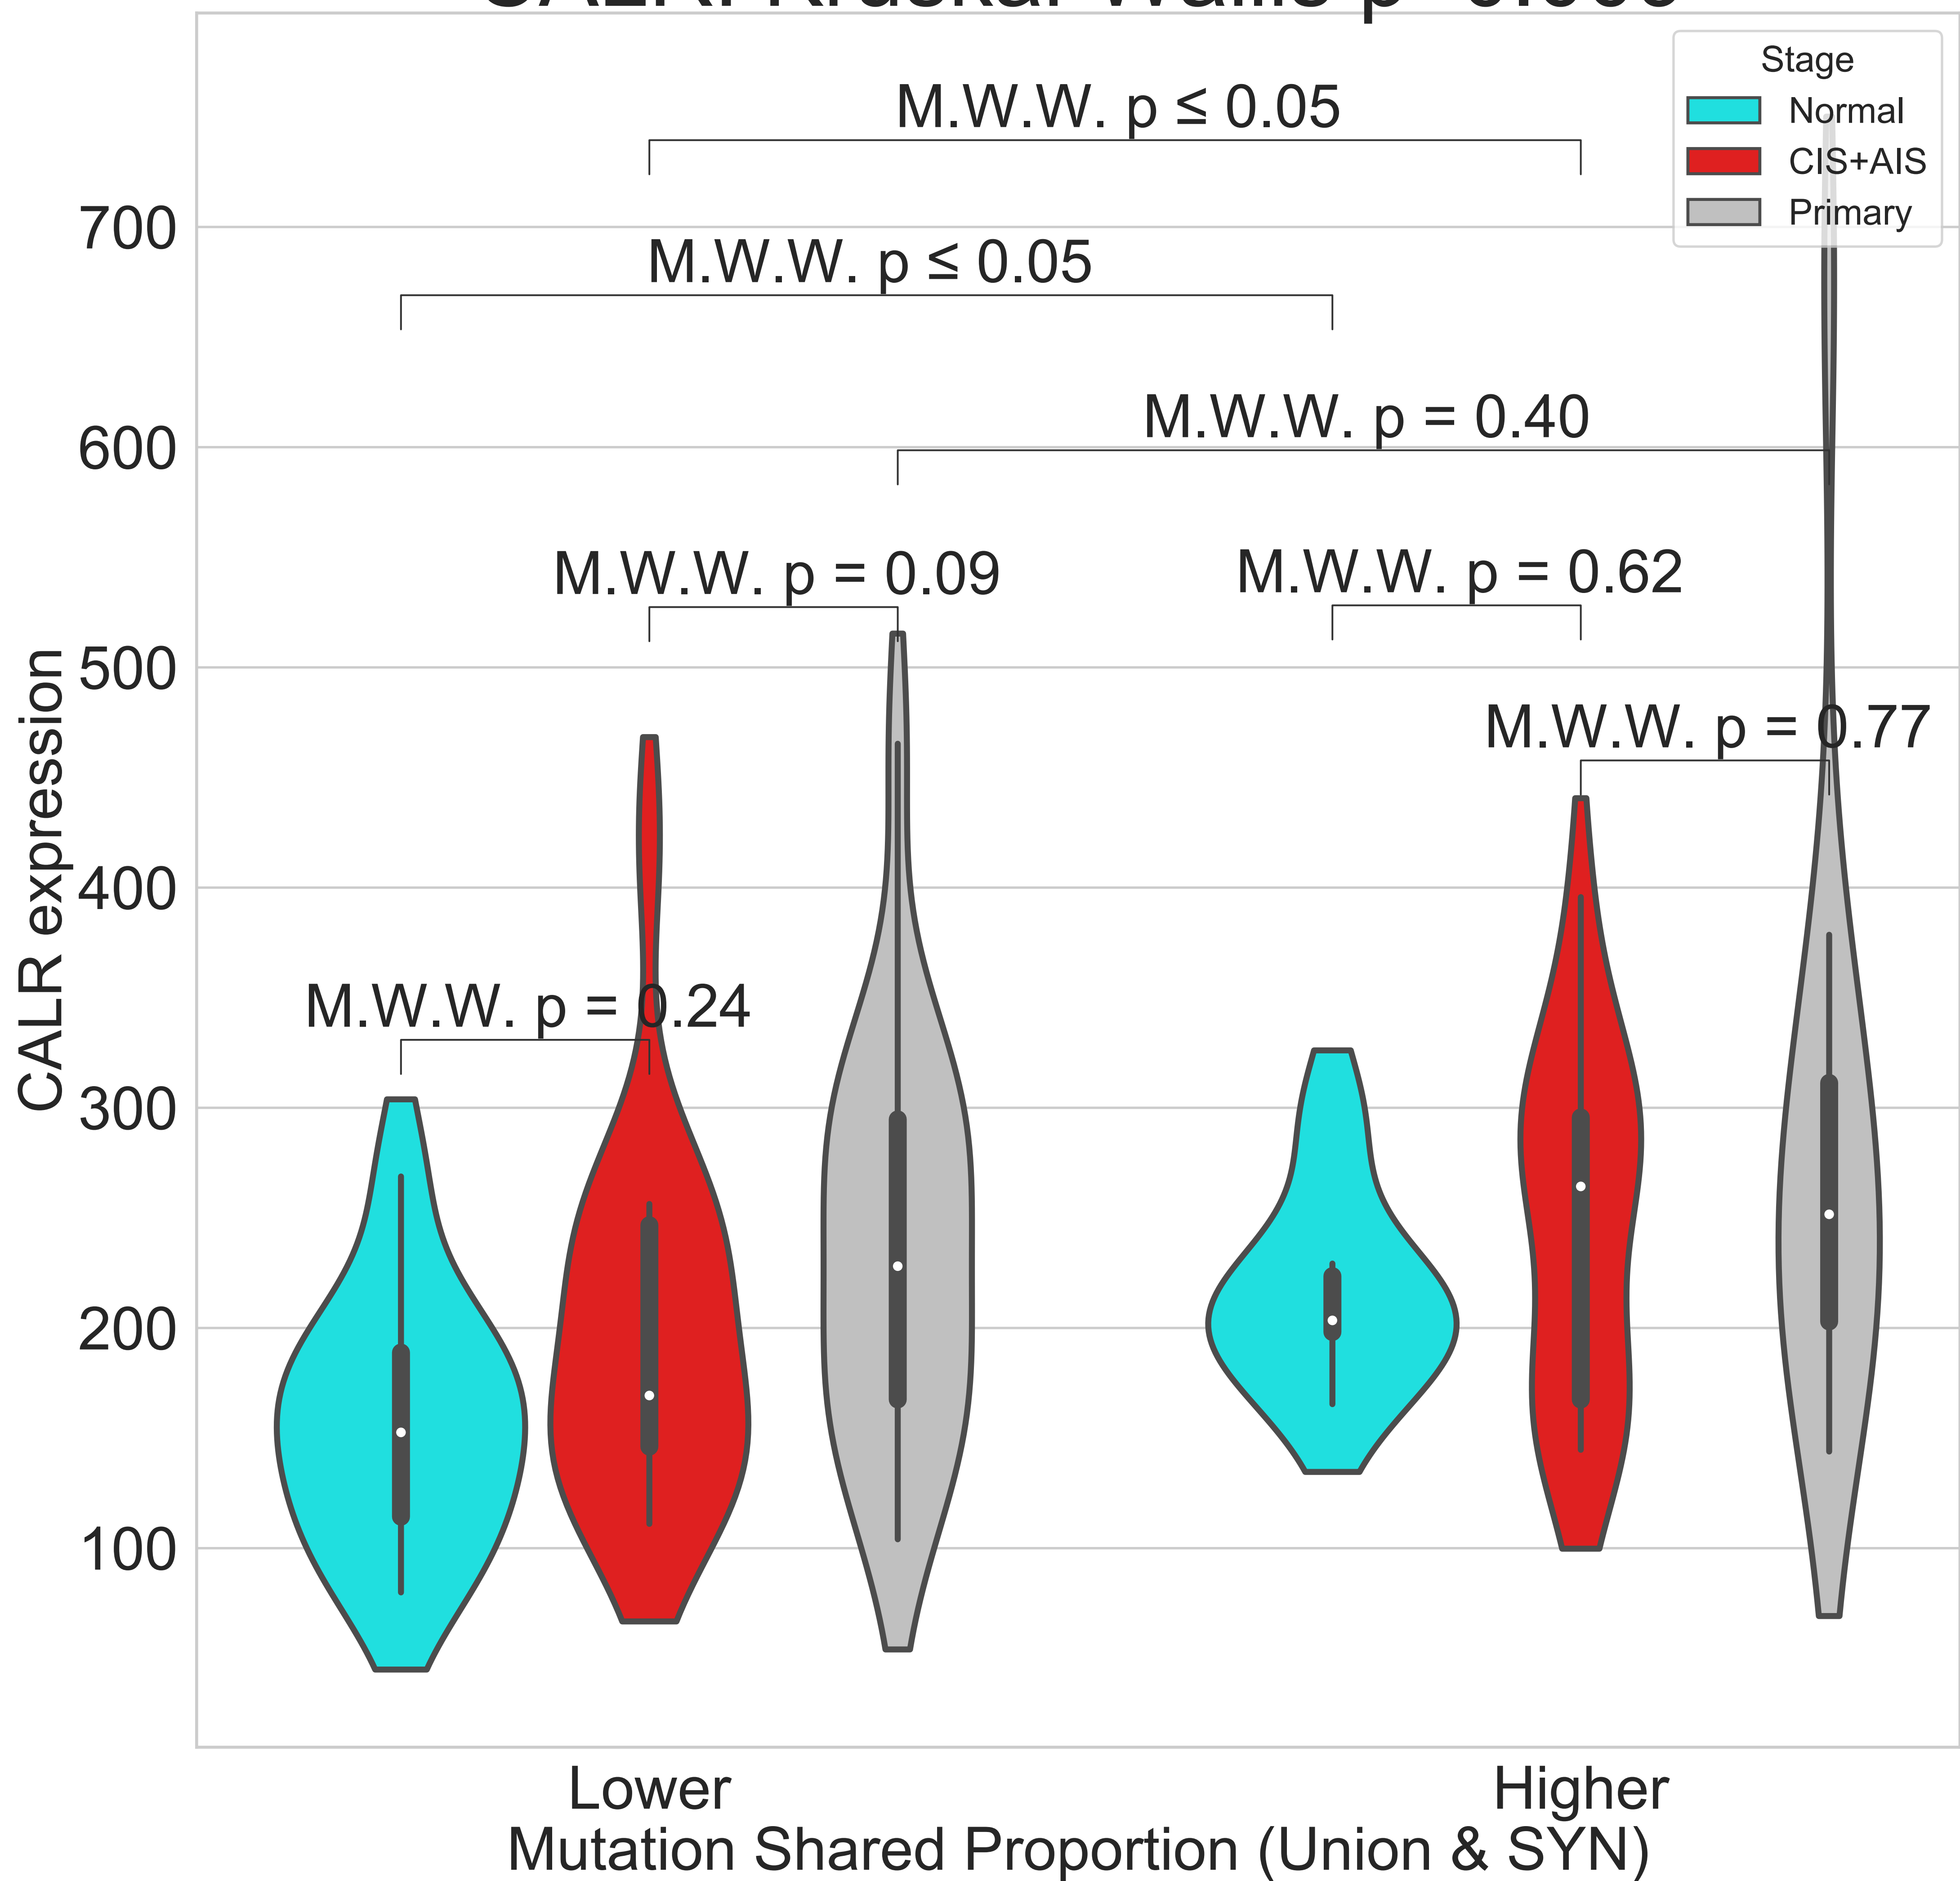 Stage
Normal
CIS+AIS
Primary
M.W.W. p ≤ 0.05
M.W.W. p ≤ 0.05
M.W.W. p = 0.40
M.W.W. p = 0.09
M.W.W. p = 0.62
M.W.W. p = 0.77
M.W.W. p = 0.24
700
600
500
400
300
200
100
CALR expression
Lower
Higher
Mutation Shared Proportion (Union & SYN)